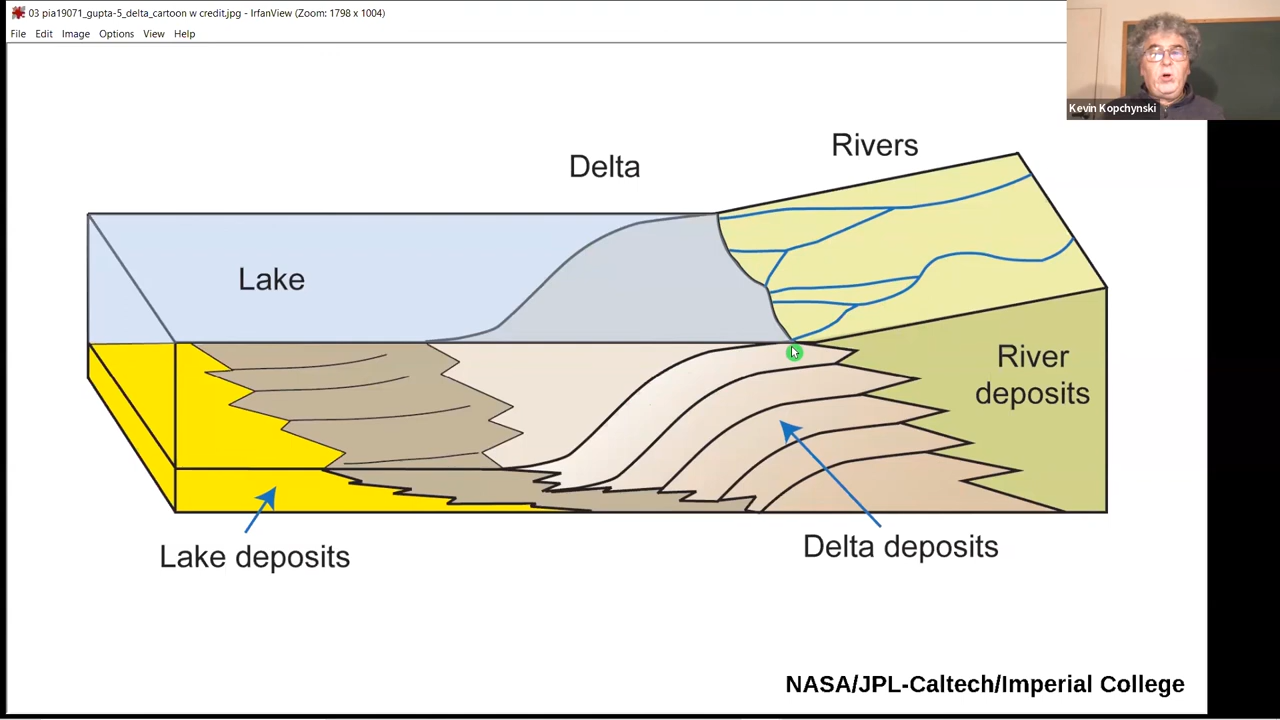 03 pia19071_gupta-5_delta_cartoon w credit.jpg - IrfanView (Zoom: 1798 x 1004)
File Edit Image Options View Help
Kevin Kopchynski
Rivers
Delta
Lake
River
deposits
Delta deposits
Lake deposits
NASA/JPL-Caltech/Imperial College